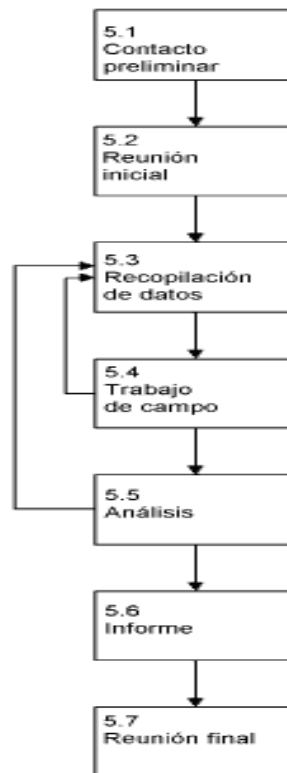 5.1
Contacto
preliminar
5.2
Reunión
inicial
5.3
Recopilación
de datos
5.4
Trabajo
de campo
5.5
Análisis
5.6
Informe
5.7
Reunión final